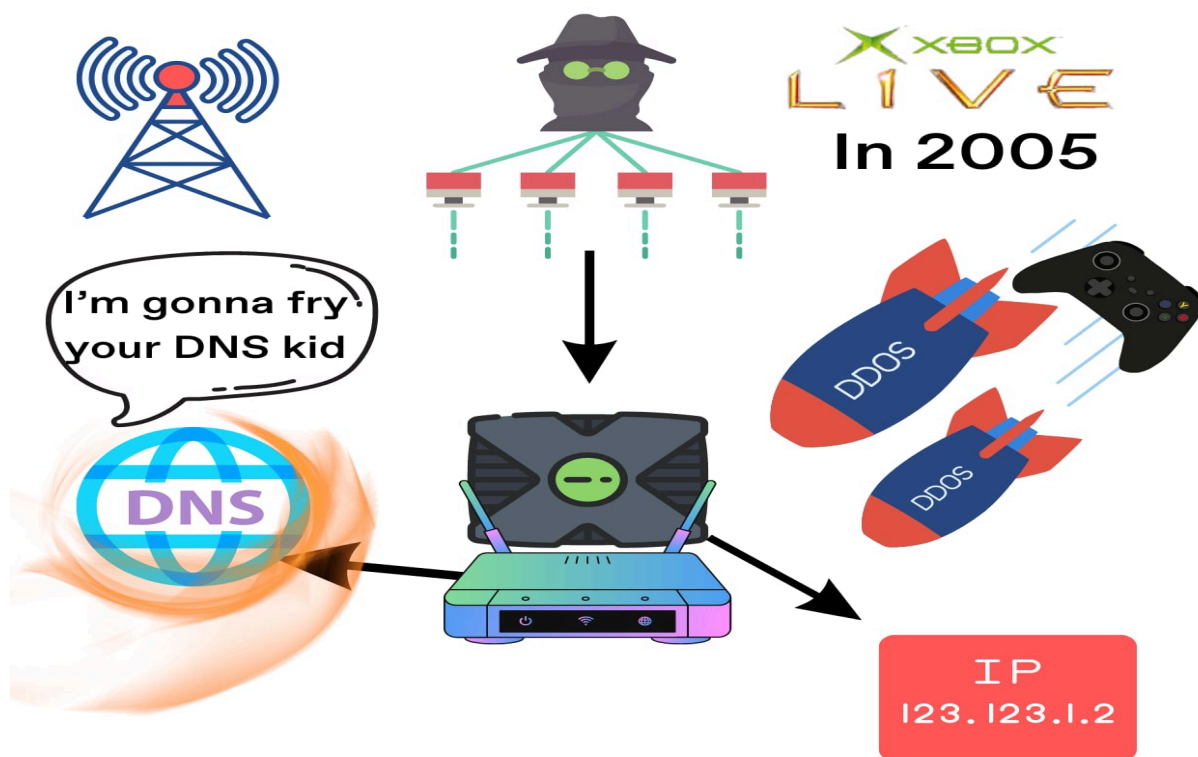 XBOX
LIVE
In 2005
I'm gonna fry
your DNS kid
DDOS
DDOS
DNS
IP
123.123.1.2